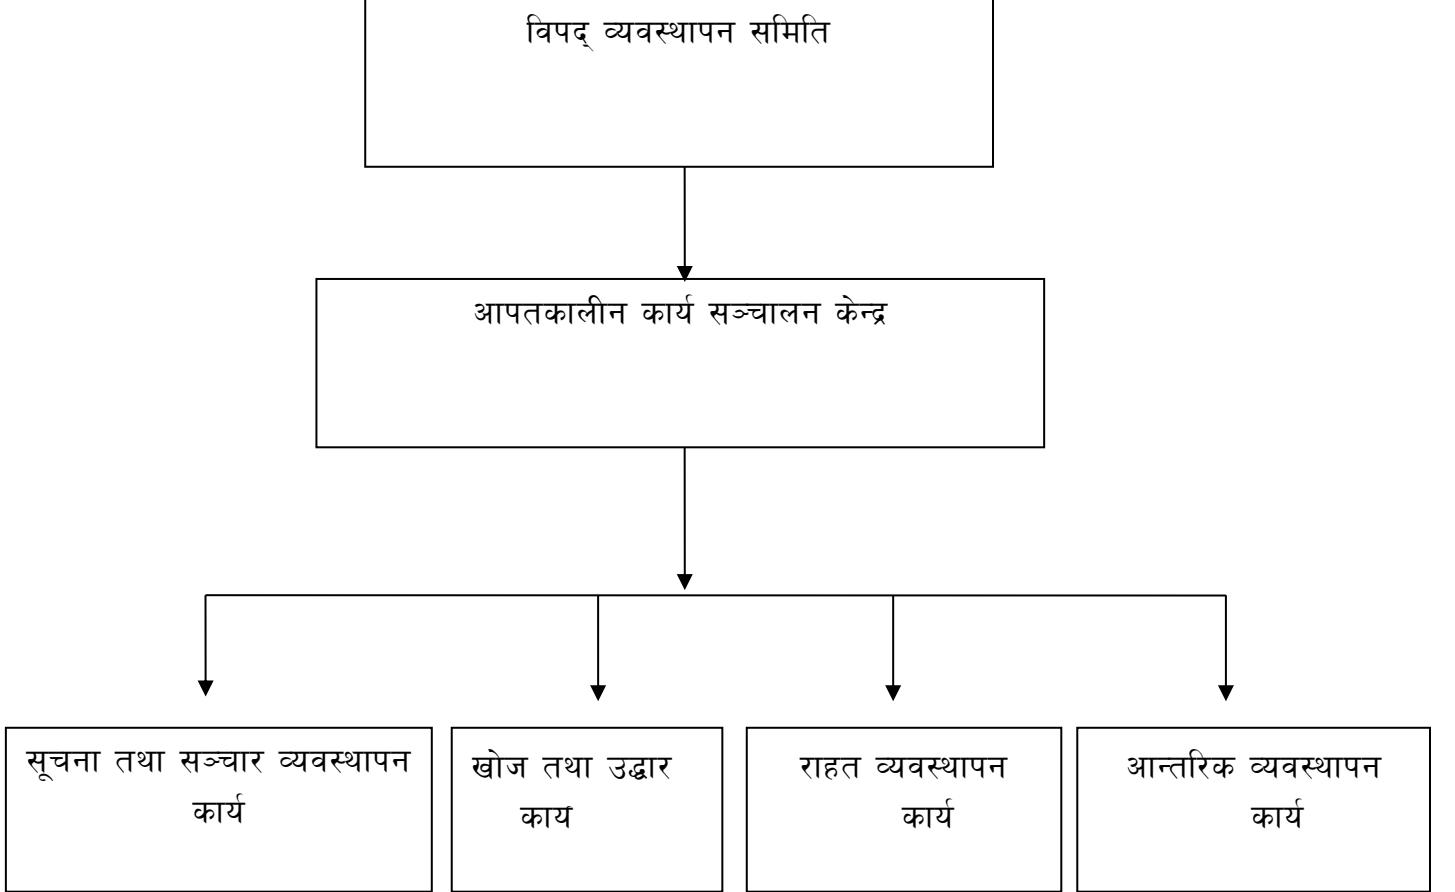 विपद् व्यवस्थापन समिति
आपतकालीन कार्य सञ्चालन केन्द्र
सूचना तथा सञ्चार व्यवस्थापन
कार्य
खोज तथा उद्धार
कार्य
राहत व्यवस्थापन
कार्य
आन्तरिक व्यवस्थापन
कार्य